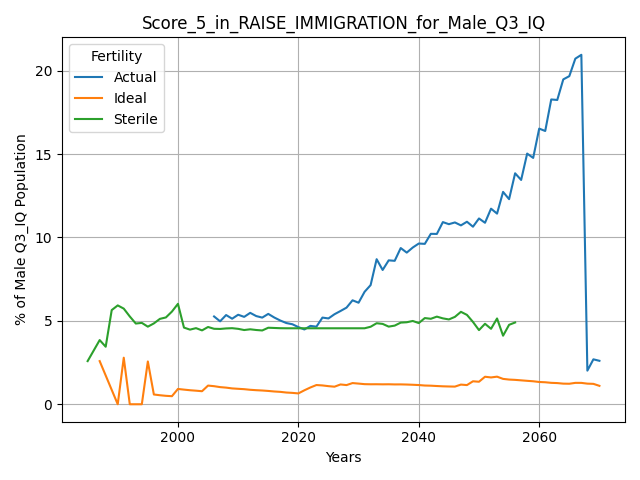 Score_5_in_RAISE_IMMIGRATION_for_Male_Q3_IQ
Fertility
Actual
Ideal
Sterile
% of Male Q3_IQ Population
20
15
10
5
0
2000
2020
2040
2060
Years